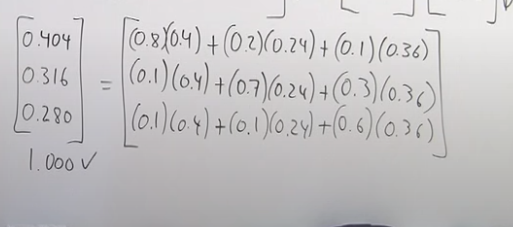 0.404 = (0.8)(0.4) + (0.2)(0.24) + (0.1)(0.36)
0.316 (0.1)(0.4) + (0.7)(0.24) + (0.3)(0.36)
0.280 (0.1)(0.4) + (0.1)(0.24) + (0.6)(0.36)
1.000 ✓